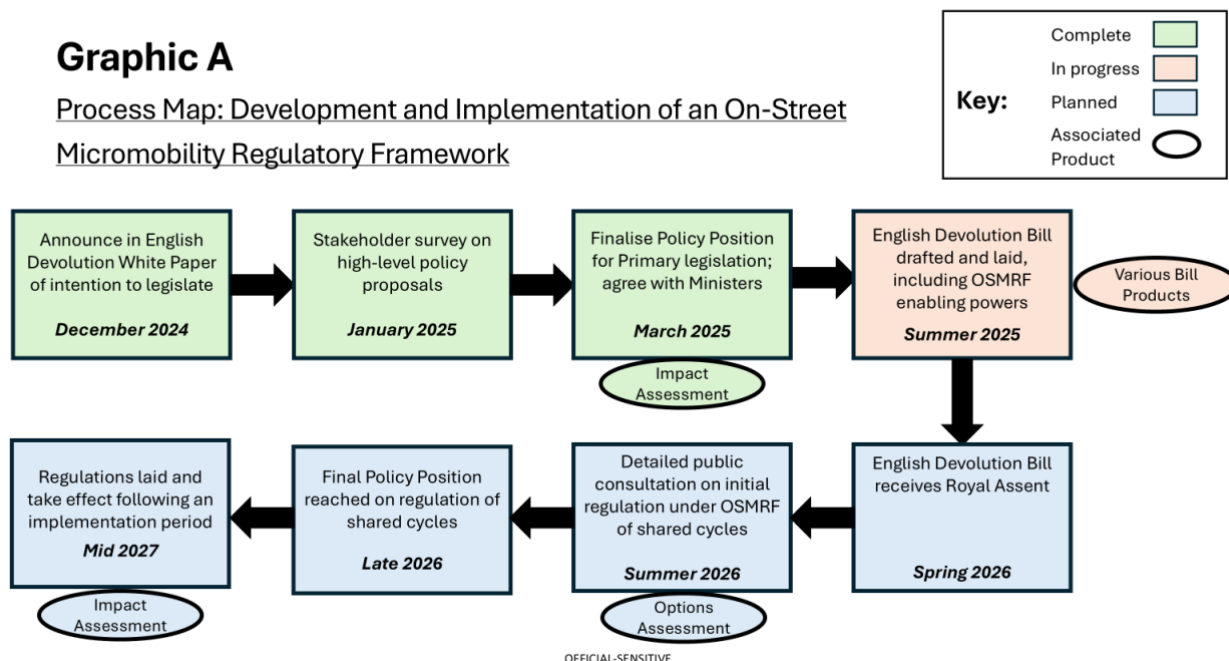 Graphic A
Process Map: Development and Implementation of an On-Street
Micromobility Regulatory Framework
Key:
Complete
In progress
Planned
Associated
Product
Announce in English
Devolution White Paper
of intention to legislate
December 2024
Stakeholder survey on
high-level policy
proposals
January 2025
Finalise Policy Position
for Primary legislation;
agree with Ministers
March 2025
Impact
Assessment
English Devolution Bill
drafted and laid,
including OSMRF
enabling powers
Summer 2025
Various Bill
Products
English Devolution Bill
receives Royal Assent
Spring 2026
Detailed public
consultation on initial
regulation under OSMRF
of shared cycles
Summer 2026
Options
Assessment
Final Policy Position
reached on regulation of
shared cycles
Late 2026
Regulations laid and
take effect following an
implementation period
Mid 2027
Impact
Assessment
OFFICIAL-SENSITIVE